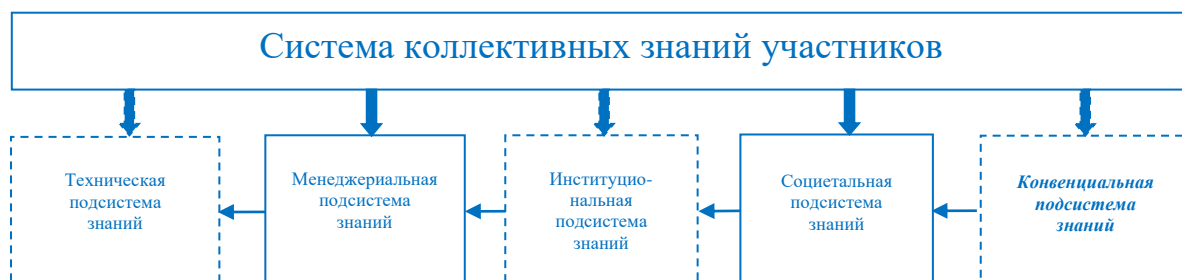 Система коллективных знаний участников
Техническая
подсистема
знаний
Менеджериальная
подсистема
знаний
Институцио-
нальная
подсистема
знаний
Социетальная
подсистема
знаний
Конвенциальная
подсистема
знаний